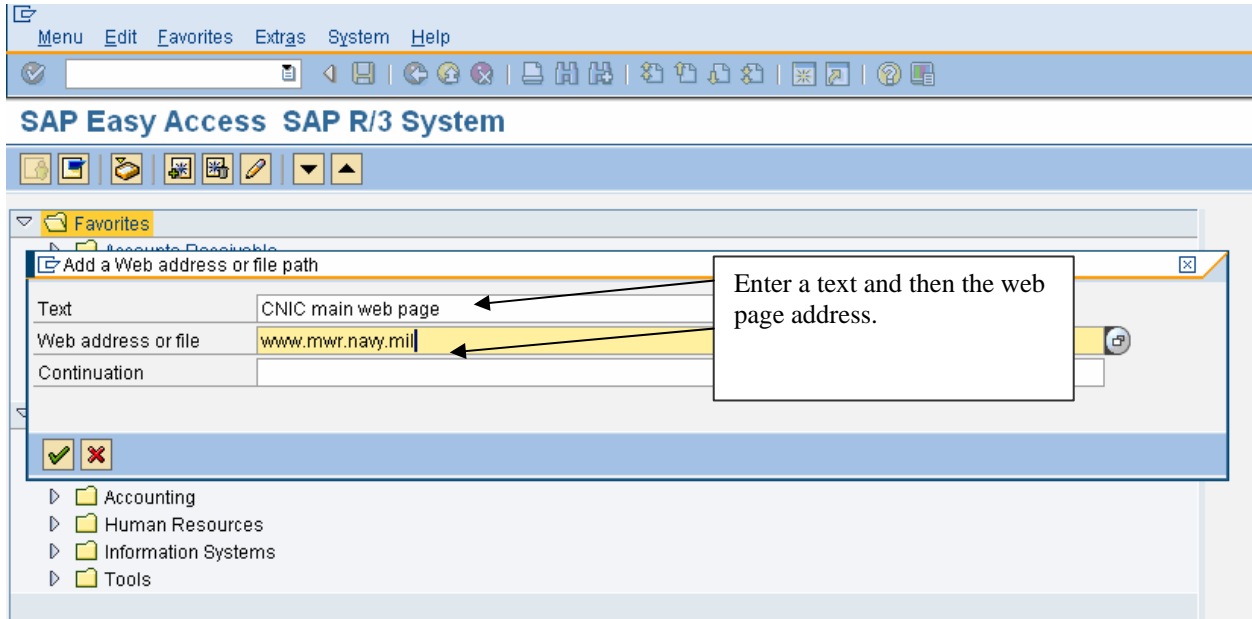 Menu Edit Favorites Extras System Help
SAP Easy Access SAP R/3 System
Favorites
Accounts Receivable
Add a Web address or file path
Enter a text and then the web
page address.
Text CNIC main web page
Web address or file www.mwr.navy.mil
Continuation
Accounting
Human Resources
Information Systems
Tools